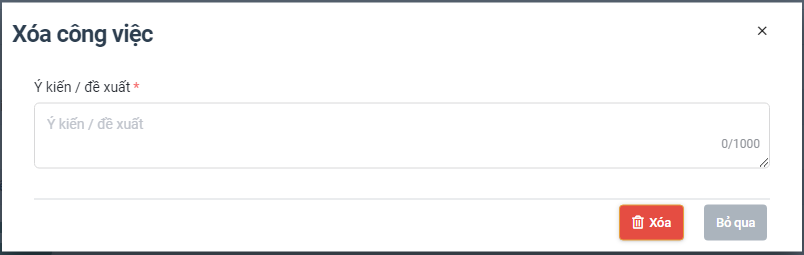 Xóa công việc
Ý kiến / đề xuất *
Ý kiến / đề xuất
0/1000
Xóa
Bỏ qua